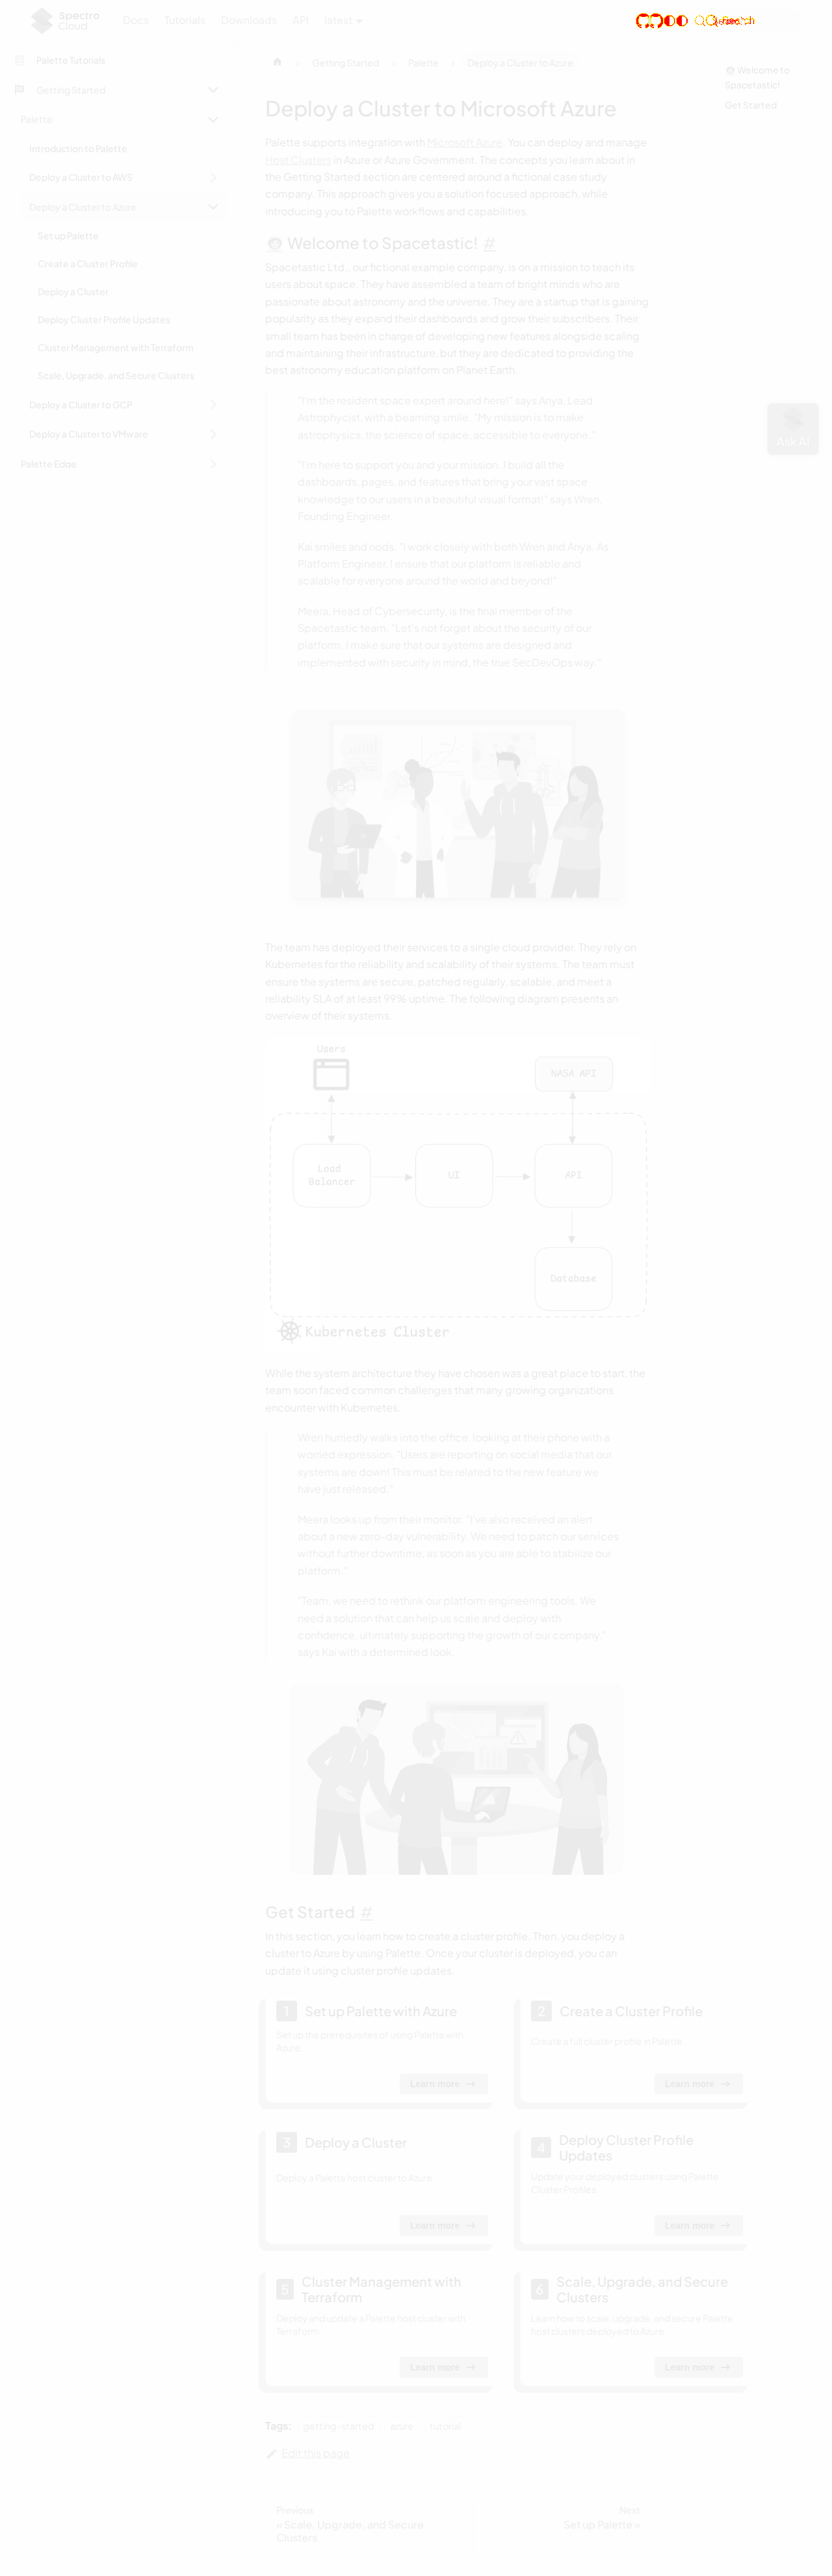 Spectro
Cloud
Docs
Tutorials
Downloads
API
latest
Palette Tutorials
Getting Started
Palette
Introduction to Palette
Deploy a Cluster to AWS
Deploy a Cluster to Azure
Set up Palette
Create a Cluster Profile
Deploy a Cluster
Deploy Cluster Profile Updates
Cluster Management with Terraform
Scale, Upgrade, and Secure Clusters
Deploy a Cluster to GCP
Deploy a Cluster to VMware
Palette Edge
Getting Started
Palette
Deploy a Cluster to Azure
Deploy a Cluster to Microsoft Azure
Palette supports integration with Microsoft Azure. You can deploy and manage
Host Clusters in Azure or Azure Government. The concepts you learn about in
the Getting Started section are centered around a fictional case study
company. This approach gives you a solution focused approach, while
introducing you to Palette workflows and capabilities.
Welcome to Spacetastic! #
Spacetastic Ltd., our fictional example company, is on a mission to teach its
users about space. They have assembled a team of bright minds who are
passionate about astronomy and the universe. They are a startup that is gaining
popularity as they expand their dashboards and grow their subscribers. Their
small team has been in charge of developing new features alongside scaling
and maintaining their infrastructure, but they are dedicated to providing the
best astronomy education platform on Planet Earth.
"I'm the resident space expert around here!" says Anya, Lead
Astrophycist, with a beaming smile. "My mission is to make
astrophysics, the science of space, accessible to everyone."
"I'm here to support you and your mission. I build all the
dashboards, pages, and features that bring your vast space
knowledge to our users in a beautiful visual format!" says Wren,
Founding Engineer.
Kai smiles and nods. "I work closely with both Wren and Anya. As
Platform Engineer, I ensure that our platform is reliable and
scalable for everyone around the world and beyond!"
Meera, Head of Cybersecurity, is the final member of the
Spacetastic team. "Let's not forget about the security of our
platform. I make sure that our systems are designed and
implemented with security in mind, the true SecDevOps way."
The team has deployed their services to a single cloud provider. They rely on
Kubernetes for the reliability and scalability of their systems. The team must
ensure the systems are secure, patched regularly, scalable, and meet a
reliability SLA of at least 99% uptime. The following diagram presents an
overview of their systems.
Users
NASA API
Load
Balancer
UI
API
Database
Kubernetes Cluster
While the system architecture they have chosen was a great place to start, the
team soon faced common challenges that many growing organizations
encounter with Kubernetes.
Wren hurriedly walks into the office, looking at their phone with a
worried expression. "Users are reporting on social media that our
systems are down! This must be related to the new feature we
have just released."
Meera looks up from their monitor. "I've also received an alert
about a new zero-day vulnerability. We need to patch our services
without further downtime, as soon as you are able to stabilize our
platform."
"Team, we need to rethink our platform engineering tools. We
need a solution that can help us scale and deploy with
confidence, ultimately supporting the growth of our company."
says Kai with a determined look.
Get Started #
In this section, you learn how to create a cluster profile. Then, you deploy a
cluster to Azure by using Palette. Once your cluster is deployed, you can
update it using cluster profile updates.
1 Set up Palette with Azure
Set up the prerequisites of using Palette with
Azure.
Learn more
2 Create a Cluster Profile
Create a full cluster profile in Palette.
Learn more
3 Deploy a Cluster
Deploy a Palette host cluster to Azure.
Learn more
4 Deploy Cluster Profile
Updates
Update your deployed clusters using Palette
Cluster Profiles.
Learn more
5 Cluster Management with
Terraform
Deploy and update a Palette host cluster with
Terraform.
Learn more
6 Scale, Upgrade, and Secure
Clusters
Learn how to scale, upgrade, and secure Palette
host clusters deployed to Azure.
Learn more
Tags:
getting-started
azure
tutorial
Edit this page
Previous
« Scale, Upgrade, and Secure
Clusters
Next
Set up Palette »
Welcome to
Spacetastic!
Get Started
Ask AI